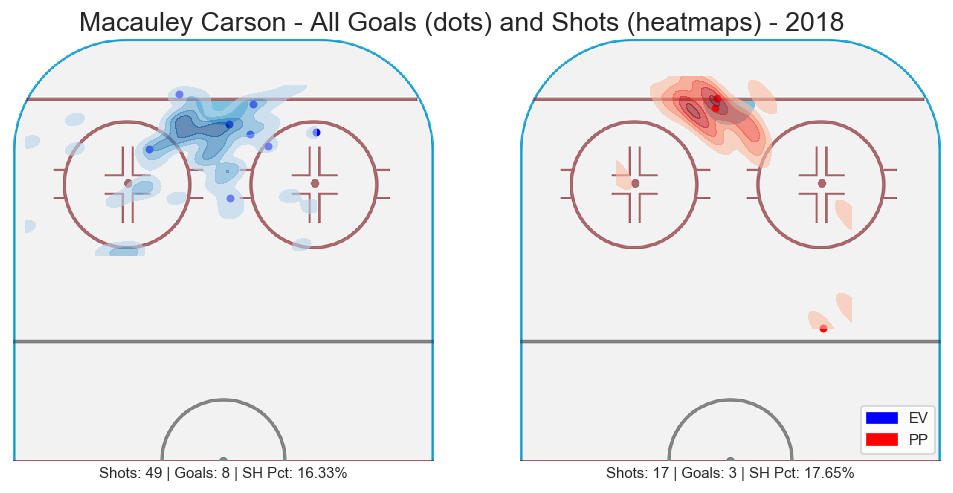 Macauley Carson - All Goals (dots) and Shots (heatmaps) - 2018
EV
PP
Shots: 49 | Goals: 8 | SH Pct: 16.33%
Shots: 17 | Goals: 3 | SH Pct: 17.65%